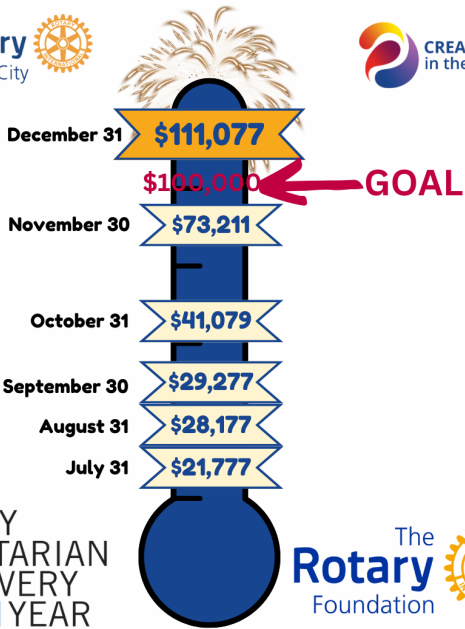 ry
City
CREA
in the
December 31 $111,077
$100,000 GOAL
November 30 $73,211
October 31 $41,079
September 30 $29,277
August 31 $28,177
July 31 $21,777
Y
TARIAN
VERY
YEAR
The
Rotary
Foundation